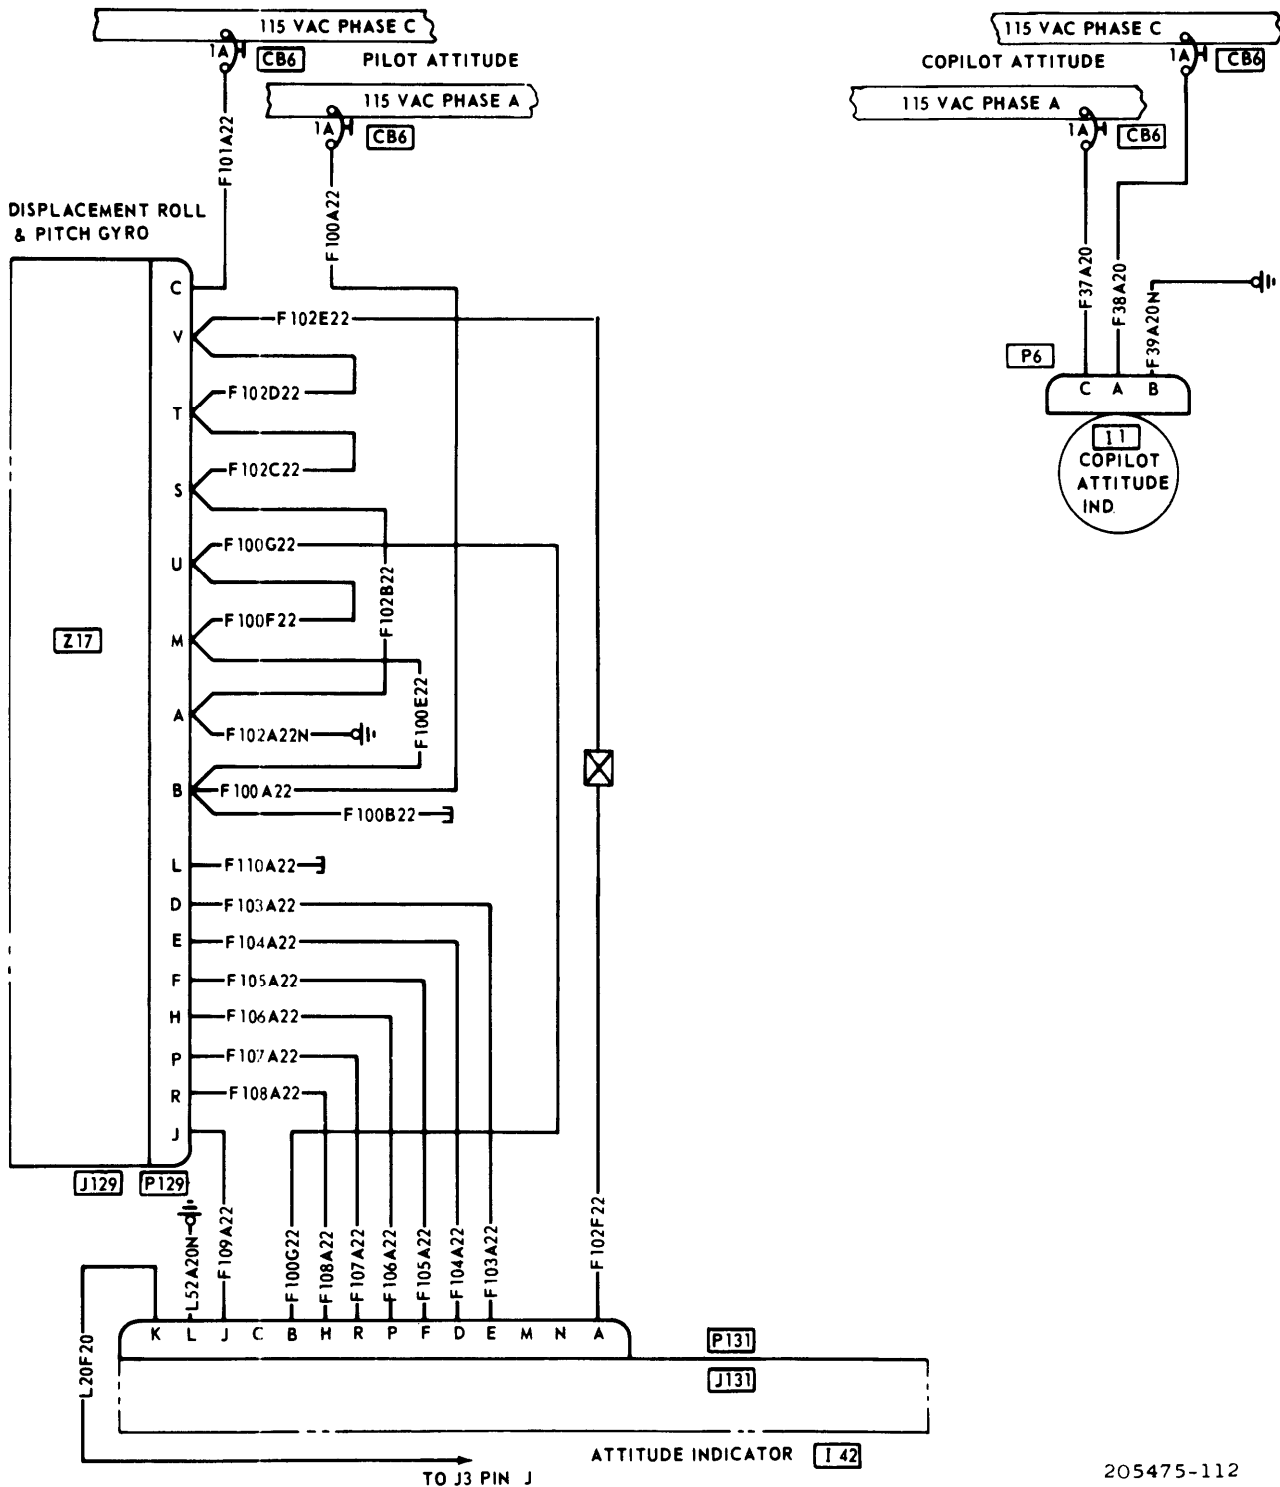 115 VAC PHASE C
1A
CB6
PILOT ATTITUDE
115 VAC PHASE A
1A
CB6
F101A22
F100A22
115 VAC PHASE C
1A
CB6
COPILOT ATTITUDE
115 VAC PHASE A
1A
CB6
F37A20
F38A20
F39A20N
P6
C A B
I 1
COPILOT
ATTITUDE
IND.
DISPLACEMENT ROLL
& PITCH GYRO
C
V
F102E22
F102D22
T
F102C22
S
F100G22
U
F102B22
F100F22
M
Z17
F100E22
A
F102A22N
B
F100A22
F100B22
L
F110A22
D
F103A22
E
F104A22
F
F105A22
H
F106A22
P
F107A22
R
F108A22
J
J129
P129
L52A20N
F109A22
F100G22
F108A22
F107A22
F106A22
F105A22
F104A22
F103A22
F102F22
K L J C B H R P F D E M N A
P131
J131
L20F20
ATTITUDE INDICATOR
I 42
TO J3 PIN J
205475-112